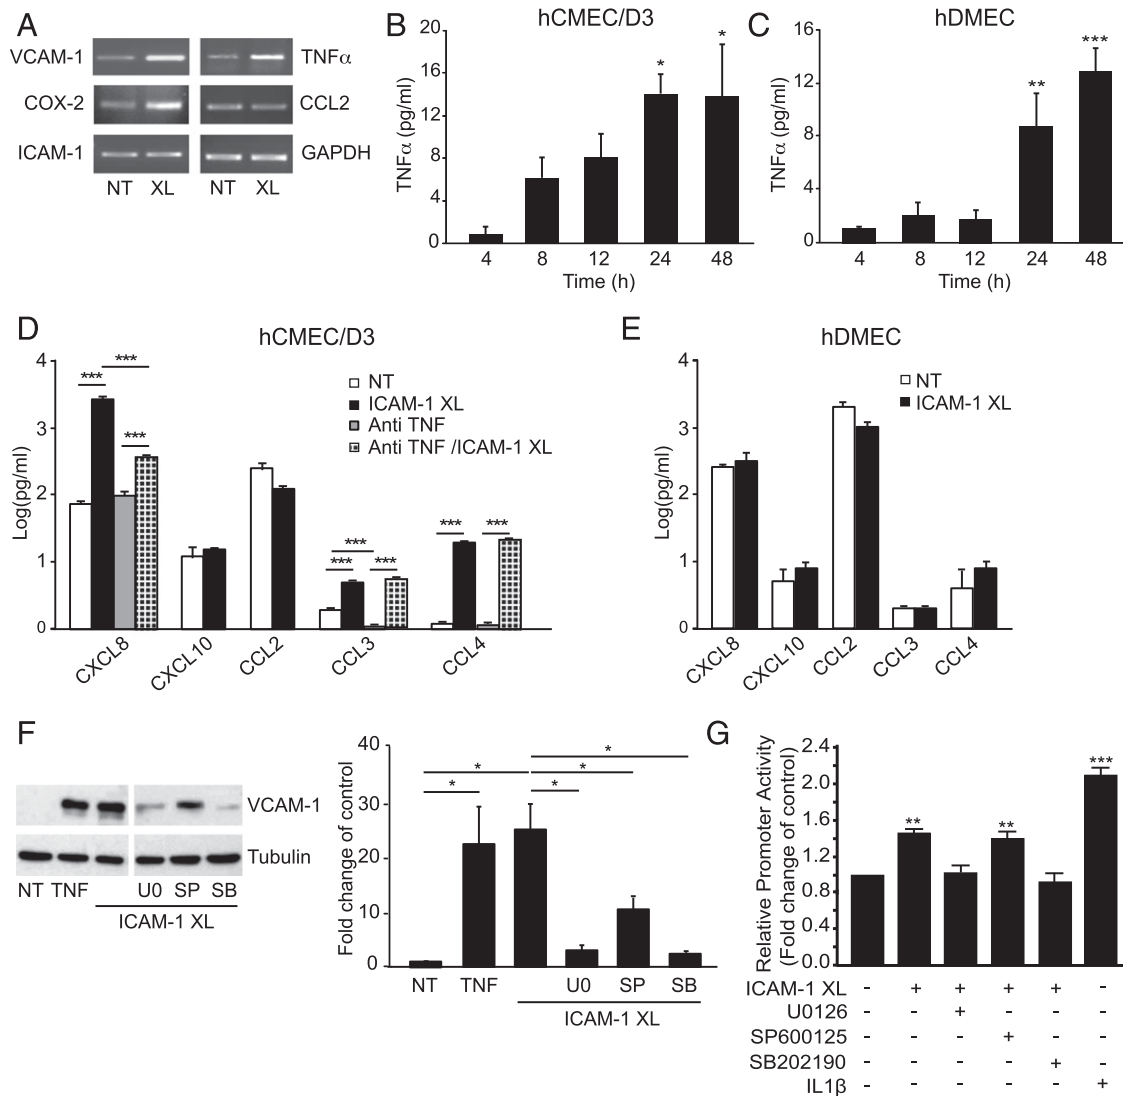 A
VCAM-1
TNFα
COX-2
CCL2
ICAM-1
GAPDH
NT XL NT XL
B
hCMEC/D3
TNFα (pg/ml)
20
16
12
8
4
0
* *
4 8 12 24 48
Time (h)
C
hDMEC
TNFα (pg/ml)
16
12
8
4
0
** ***
4 8 12 24 48
Time (h)
D
hCMEC/D3
Log(pg/ml)
4
3
2
1
0
NT
ICAM-1 XL
Anti TNF
Anti TNF /ICAM-1 XL
***
*** ***
*** *** *** *** ***
CXCL8 CXCL10 CCL2 CCL3 CCL4
E
hDMEC
Log(pg/ml)
4
3
2
1
0
NT
ICAM-1 XL
CXCL8 CXCL10 CCL2 CCL3 CCL4
F
VCAM-1
Tubulin
NT TNF U0 SP SB
ICAM-1 XL
Fold change of control
40
30
20
10
0
*
* *
* *
NT TNF U0 SP SB
ICAM-1 XL
G
Relative Promoter Activity
(Fold change of control)
2.4
2.0
1.6
1.2
0.8
0.4
0.0
** ** ***
ICAM-1 XL - + + + + -
U0126 - - + - - -
SP600125 - - - + - -
SB202190 - - - - + -
IL1β - - - - - +